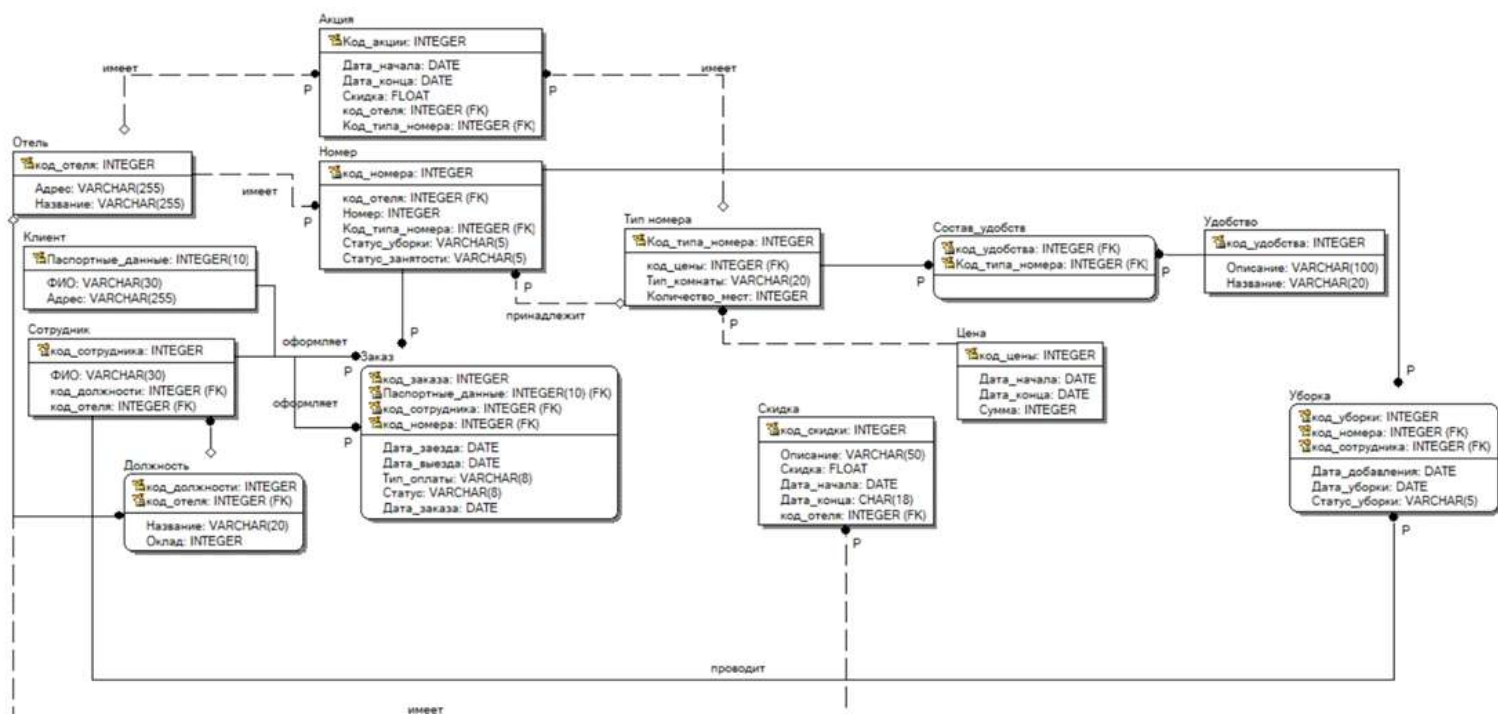 Акция
Код_акции: INTEGER
Дата_начала: DATE
Дата_конца: DATE
Скидка: FLOAT
код_отеля: INTEGER (FK)
Код_типа_номера: INTEGER (FK)
имеет
P
имеет
P
Отель
код_отеля: INTEGER
Адрес: VARCHAR(255)
Название: VARCHAR(255)
имеет
P
Номер
код_номера: INTEGER
код_отеля: INTEGER (FK)
Номер: INTEGER
Код_типа_номера: INTEGER (FK)
Статус_уборки: VARCHAR(5)
Статус_занятости: VARCHAR(5)
P
принадлежит
P
Тип номера
Код_типа_номера: INTEGER
код_цены: INTEGER (FK)
Тип_комнаты: VARCHAR(20)
Количество_мест: INTEGER
P
P
Состав_удобств
код_удобства: INTEGER (FK)
Код_типа_номера: INTEGER (FK)
P
Удобство
код_удобства: INTEGER
Описание: VARCHAR(100)
Название: VARCHAR(20)
Клиент
Паспортные_данные: INTEGER(10)
ФИО: VARCHAR(30)
Адрес: VARCHAR(255)
Сотрудник
код_сотрудника: INTEGER
ФИО: VARCHAR(30)
код_должности: INTEGER (FK)
код_отеля: INTEGER (FK)
оформляет
P
оформляет
P
Заказ
код_заказа: INTEGER
Паспортные_данные: INTEGER(10) (FK)
код_сотрудника: INTEGER (FK)
код_номера: INTEGER (FK)
Дата_заезда: DATE
Дата_выезда: DATE
Тип_оплаты: VARCHAR(8)
Статус: VARCHAR(8)
Дата_заказа: DATE
Цена
код_цены: INTEGER
Дата_начала: DATE
Дата_конца: DATE
Сумма: INTEGER
Скидка
код_скидки: INTEGER
Описание: VARCHAR(50)
Скидка: FLOAT
Дата_начала: DATE
Дата_конца: CHAR(18)
код_отеля: INTEGER (FK)
P
P
Уборка
код_уборки: INTEGER
код_номера: INTEGER (FK)
код_сотрудника: INTEGER (FK)
Дата_добавления: DATE
Дата_уборки: DATE
Статус_уборки: VARCHAR(5)
P
Должность
код_должности: INTEGER
код_отеля: INTEGER (FK)
Название: VARCHAR(20)
Оклад: INTEGER
P
проводит
имеет